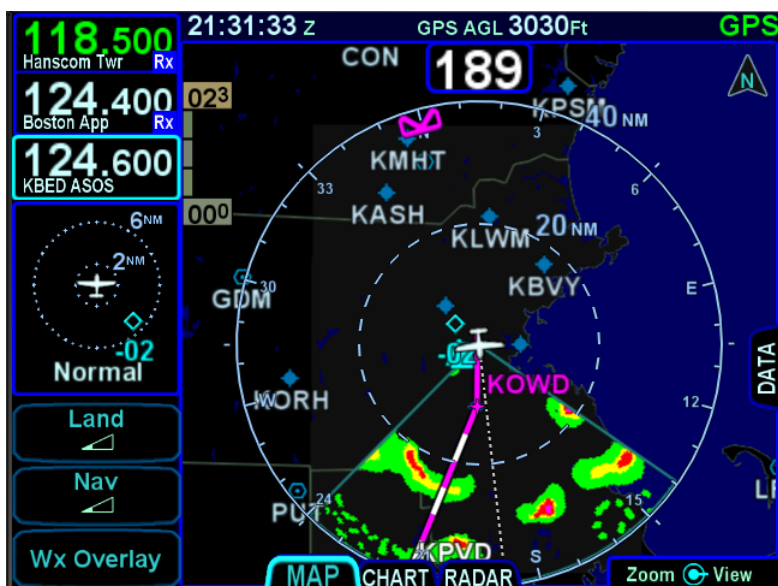 118.500
Hanscom Twr Rx
124.400
Boston App Rx
124.600
KBED ASOS
6NM
2NM
-02
Normal
Land
Nav
Wx Overlay
21:31:33 Z GPS AGL 3030Ft GPS
023
000
189
N
CON
KPSM
40 NM
N
3
KMHT
33
6
KASH
KLWM
20 NM
KBVY
GDM
30
E
-02
KOWD
DATA
KORH
W
12
PUT
24
15
KPVD
S
MAP CHART RADAR
Zoom View